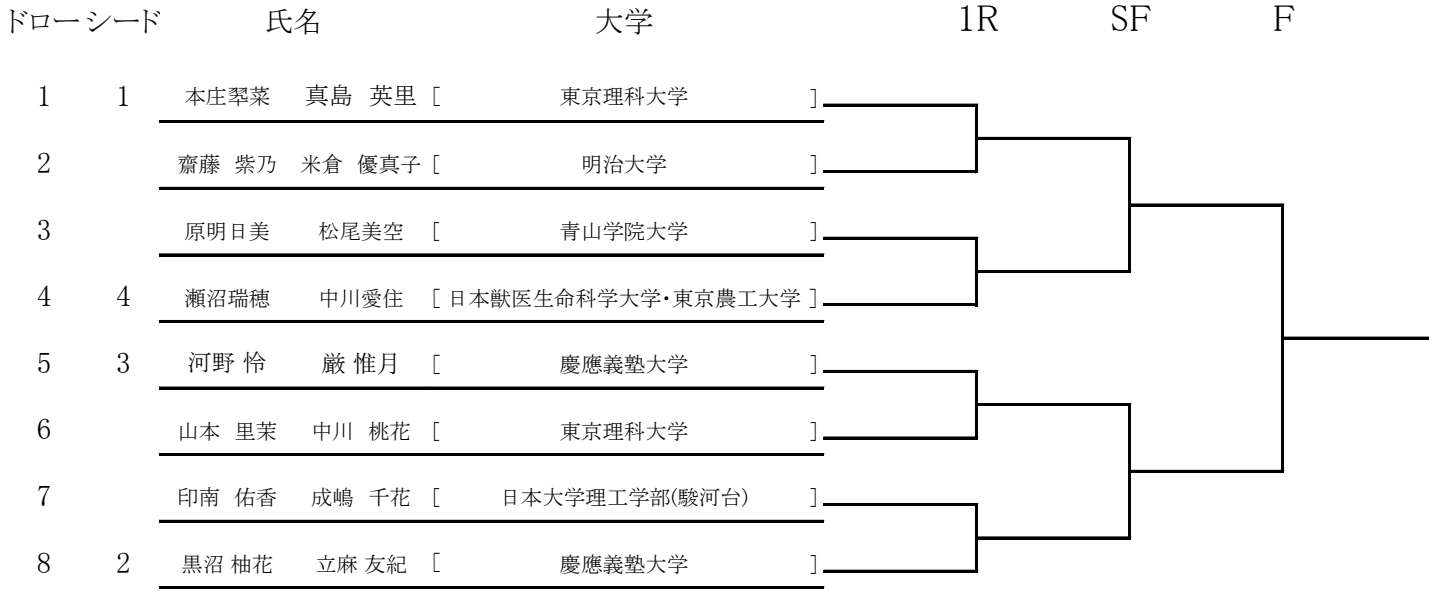 ドロー シード 氏名 大学 1R SF F
1 1 本庄翠菜 真島 英里 [ 東京理科大学 ]
2 齋藤 紫乃 米倉 優真子 [ 明治大学 ]
3 原明日美 松尾美空 [ 青山学院大学 ]
4 4 瀬沼瑞穂 中川愛住 [ 日本獣医生命科学大学・東京農工大学 ]
5 3 河野 怜 厳 惟月 [ 慶應義塾大学 ]
6 山本 里茉 中川 桃花 [ 東京理科大学 ]
7 印南 佑香 成嶋 千花 [ 日本大学理工学部(駿河台) ]
8 2 黒沼 柚花 立麻 友紀 [ 慶應義塾大学 ]